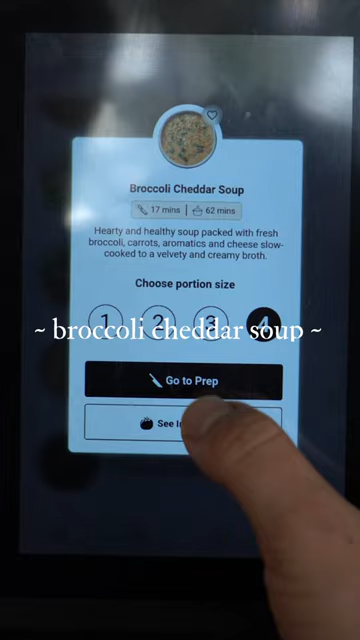 Broccoli Cheddar Soup
17 mins | 62 mins
Hearty and healthy soup packed with fresh
broccoli, carrots, aromatics and cheese slow-
cooked to a velvety and creamy broth.
Choose portion size
1 2 3 4
~ broccoli cheddar soup ~
Go to Prep
See